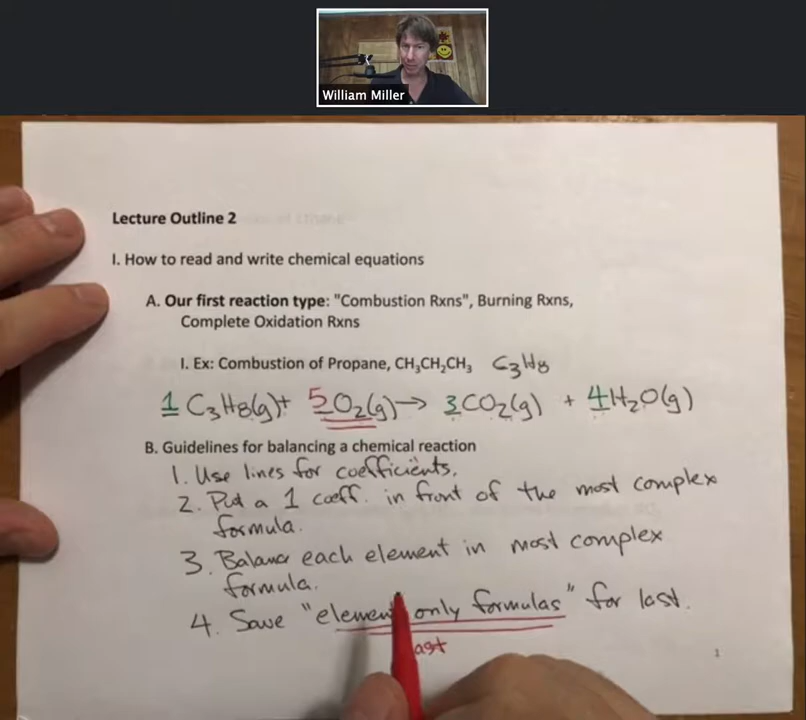 William Miller
Lecture Outline 2
I. How to read and write chemical equations
A. Our first reaction type: "Combustion Rxns", Burning Rxns,
Complete Oxidation Rxns
I. Ex: Combustion of Propane, CH₃CH₂CH₃ C₃H₈
1 C₃H₈(g) + 5 O₂(g) → 3 CO₂(g) + 4 H₂O(g)
B. Guidelines for balancing a chemical reaction
1. Use lines for coefficients.
2. Put a 1 coeff. in front of the most complex
formula.
3. Balance each element in most complex
formula.
4. Save "element only formulas" for last.
ast
1